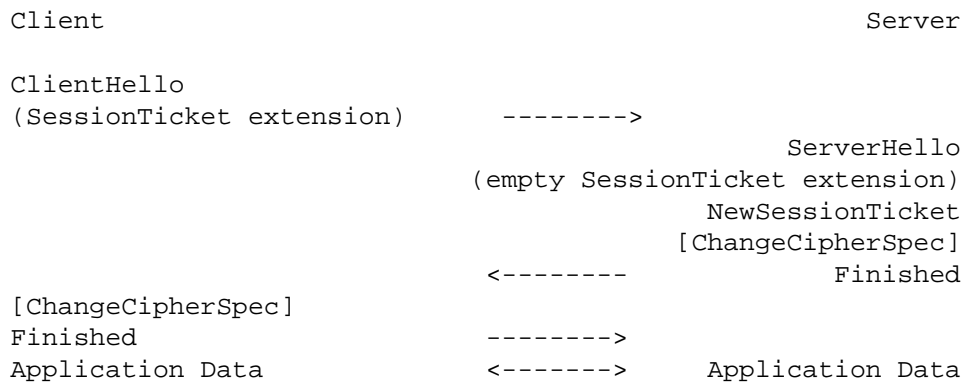 Client Server
ClientHello
(SessionTicket extension) -------->
ServerHello
(empty SessionTicket extension)
NewSessionTicket
[ChangeCipherSpec]
<-------- Finished
[ChangeCipherSpec]
Finished -------->
Application Data <-------> Application Data